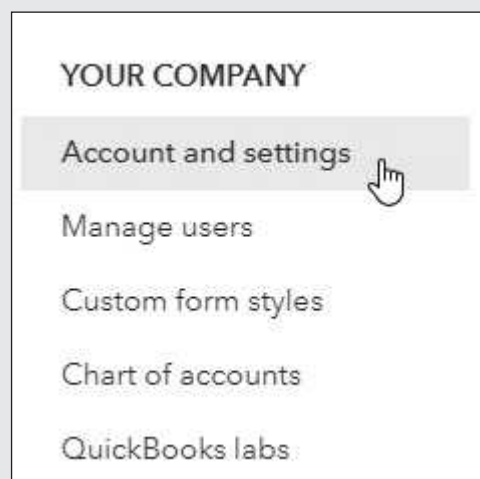 YOUR COMPANY
Account and settings
Manage users
Custom form styles
Chart of accounts
QuickBooks labs